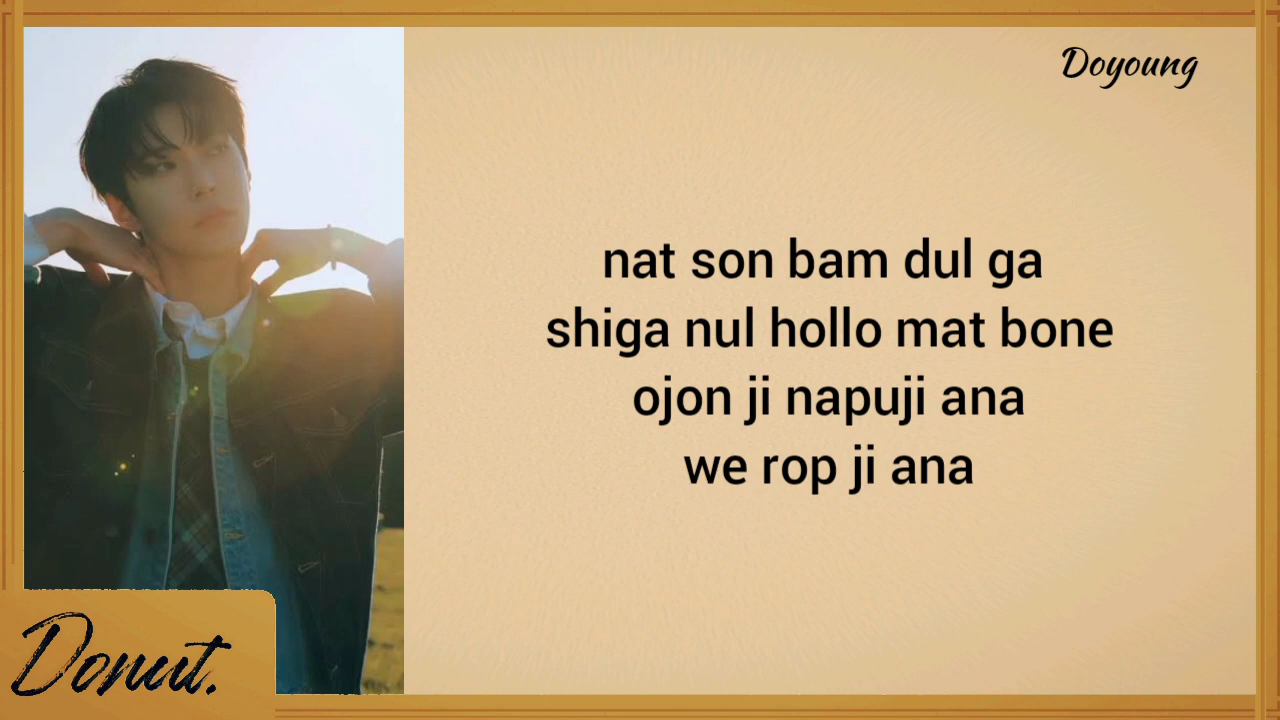 Doyoung
nat son bam dul ga
shiga nul hollo mat bone
ojon ji napuji ana
we rop ji ana
Donut.